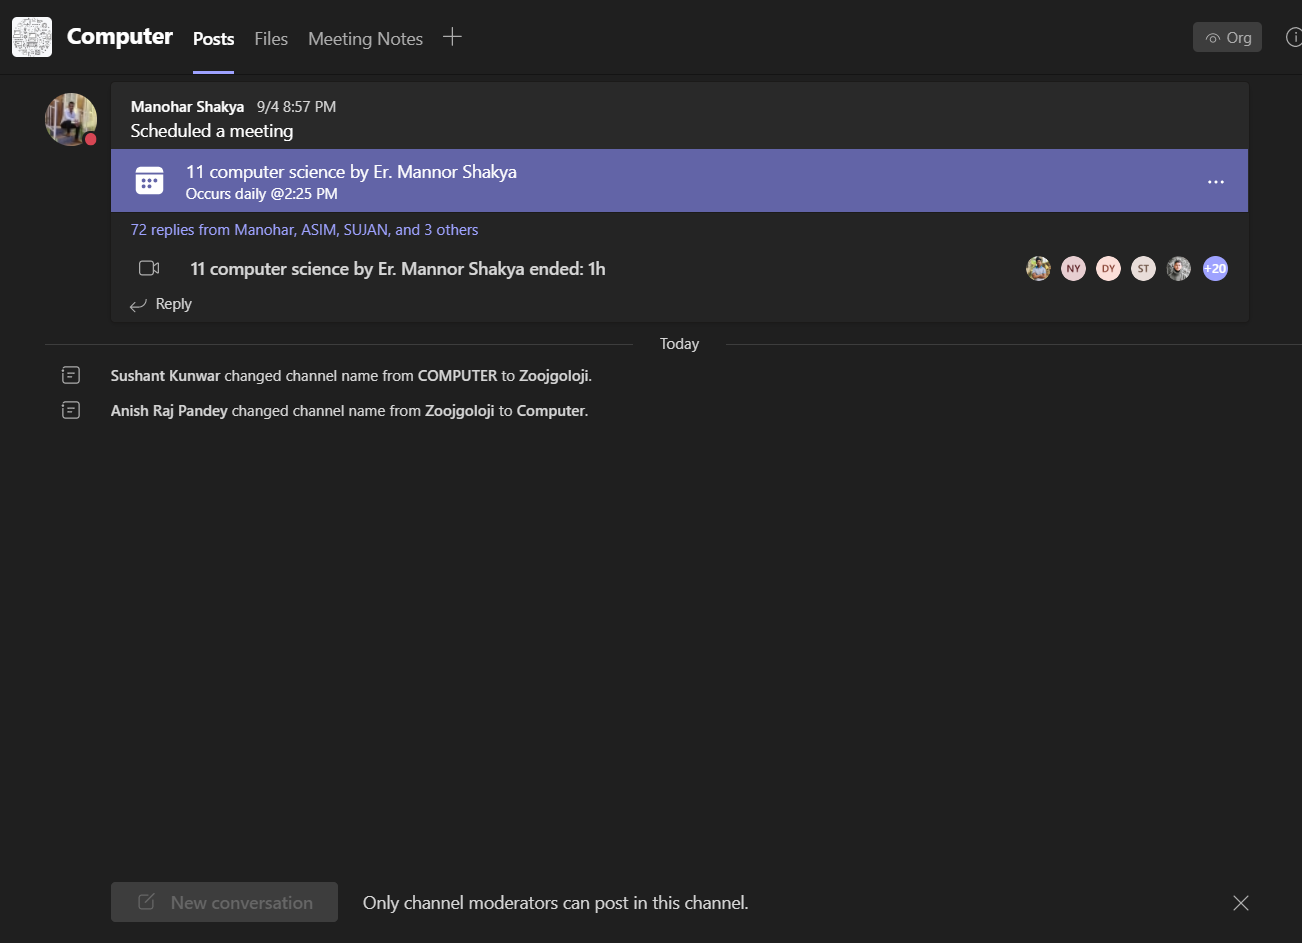 Computer Posts Files Meeting Notes Org
Manohar Shakya 9/4 8:57 PM
Scheduled a meeting
11 computer science by Er. Mannor Shakya
Occurs daily @2:25 PM
72 replies from Manohar, ASIM, SUJAN, and 3 others
11 computer science by Er. Mannor Shakya ended: 1h NY DY ST +20
Reply
Today
Sushant Kunwar changed channel name from COMPUTER to Zoojgoloji.
Anish Raj Pandey changed channel name from Zoojgoloji to Computer.
New conversation Only channel moderators can post in this channel.